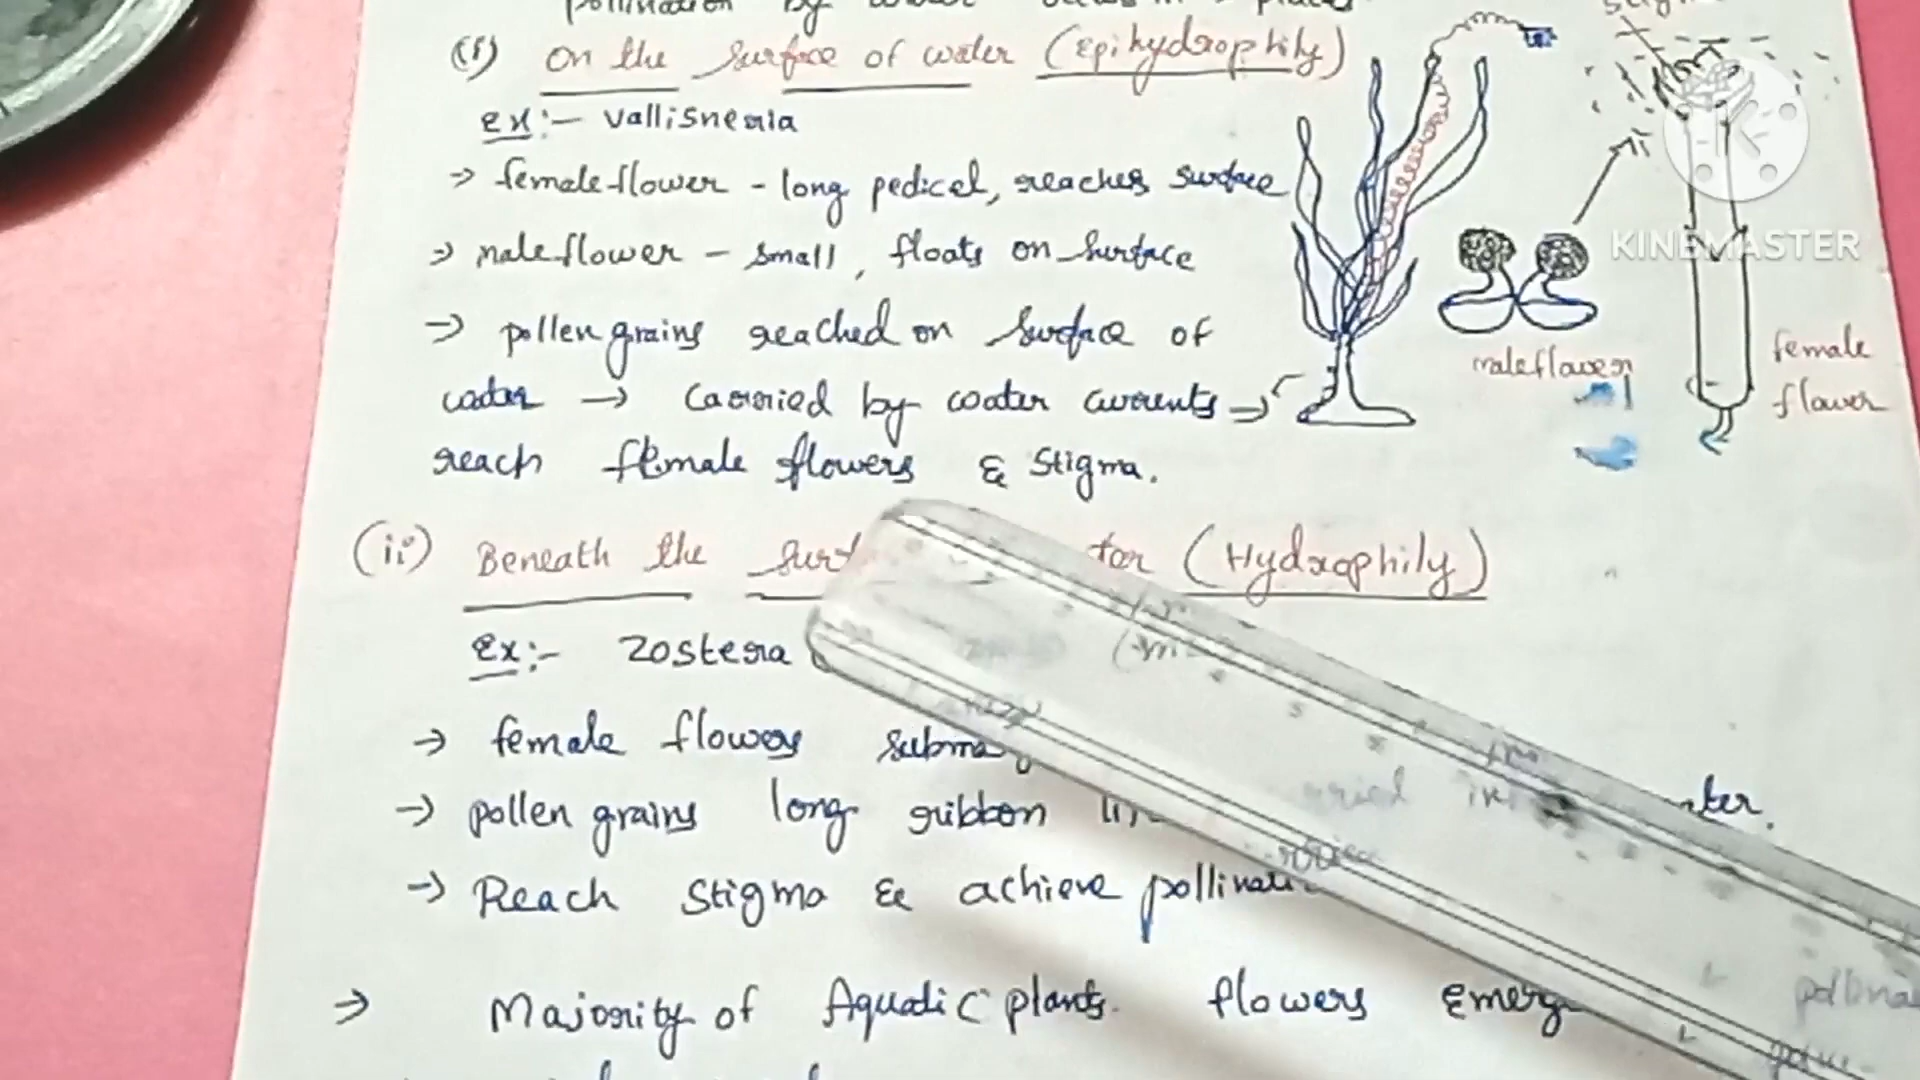 pollination by water
(i) On the Surface of water (Epihydrophily)
ex:- Vallisneria
→ female flower - long pedicel, reaches surface
→ male flower - small, floats on surface
→ pollen grains reached on surface of
water → Carried by water currents →
reach female flowers & Stigma.
male flower
female
flower
KINEMASTER
(ii) Beneath the (Hydrophily)
Ex:- Zostera
→ female flowers
→ pollen grains long ribbon
→ Reach Stigma & achieve
→ Majority of Aquatic plants. flowers